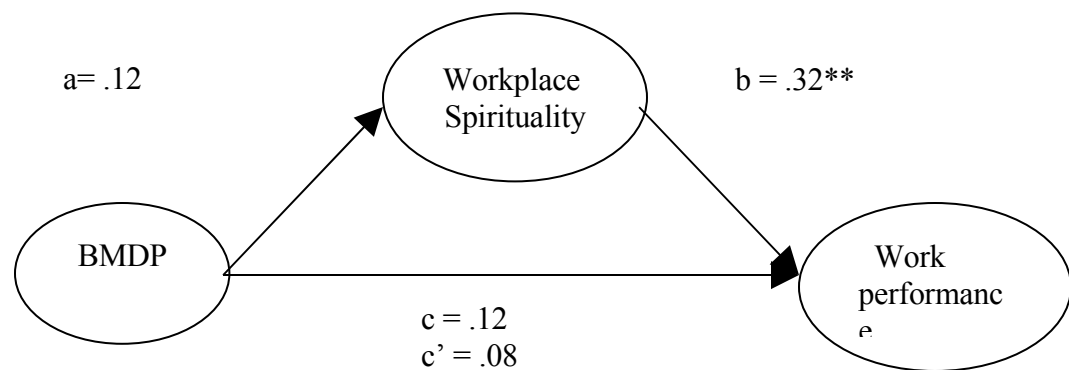 a= .12
Workplace
Spirituality
b = .32**
BMDP
Work
performanc
e
c = .12
c’ = .08